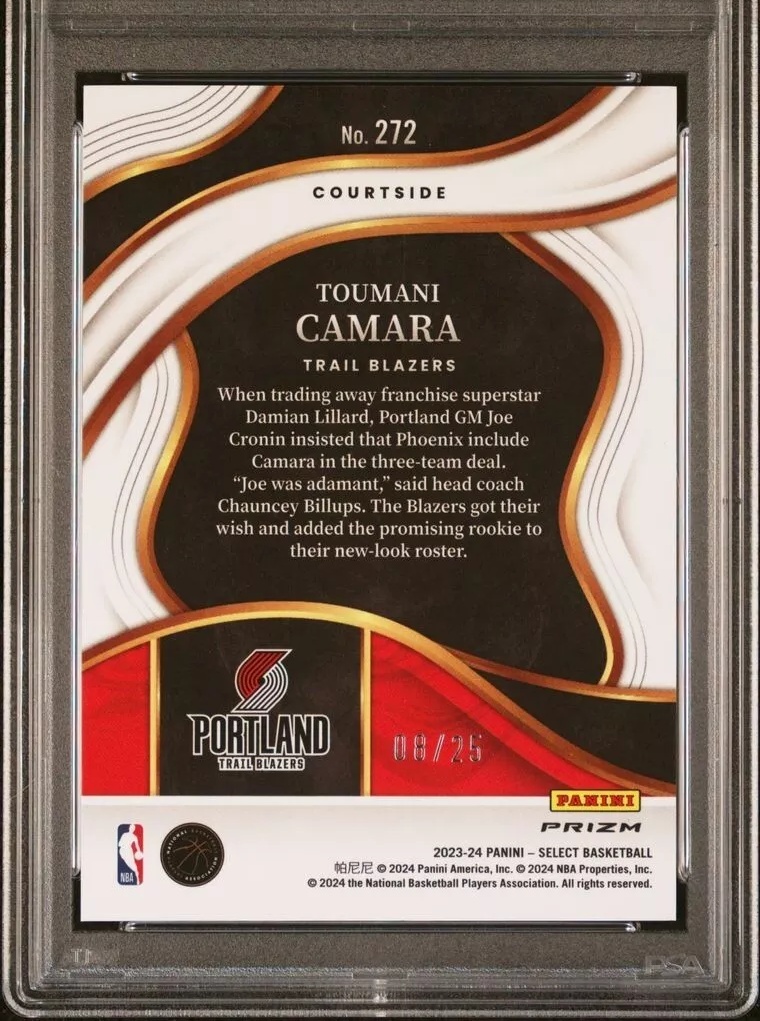 No. 272
COURTSIDE
TOUMANI
CAMARA
TRAIL BLAZERS
When trading away franchise superstar
Damian Lillard, Portland GM Joe
Cronin insisted that Phoenix include
Camara in the three-team deal.
“Joe was adamant,” said head coach
Chauncey Billups. The Blazers got their
wish and added the promising rookie to
their new-look roster.
PORTLAND
TRAIL BLAZERS
08/25
PANINI
PRIZM
2023-24 PANINI – SELECT BASKETBALL
帕尼尼 © 2024 Panini America, Inc. © 2024 NBA Properties, Inc.
© 2024 the National Basketball Players Association. All rights reserved.
NBA
NATIONAL BASKETBALL
ASSOCIATION
PSA